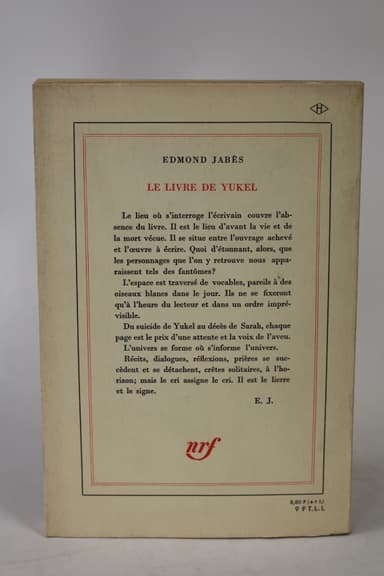 H
EDMOND JABÈS
LE LIVRE DE YUKEL
Le lieu où s'interroge l'écrivain couvre l'ab-
sence du livre. Il est le lieu d'avant la vie et de
la mort vécue. Il se situe entre l'ouvrage achevé
et l'œuvre à écrire. Quoi d'étonnant, alors, que
les personnages que l'on y retrouve nous appa-
raissent tels des fantômes?
L'espace est traversé de vocables, pareils à des
oiseaux blancs dans le jour. Ils ne se fixeront
qu'à l'heure du lecteur et dans un ordre impré-
visible.
Du suicide de Yukel au décès de Sarah, chaque
page est le prix d'une attente et la voix de l'aveu.
L'univers se forme où s'informe l'univers.
Récits, dialogues, réflexions, prières se suc-
cèdent et se détachent, crêtes solitaires, à l'ho-
rison; mais le cri assigne le cri. Il est le lierre
et le signe.
E. J.
nrf
9 F T.L.I.